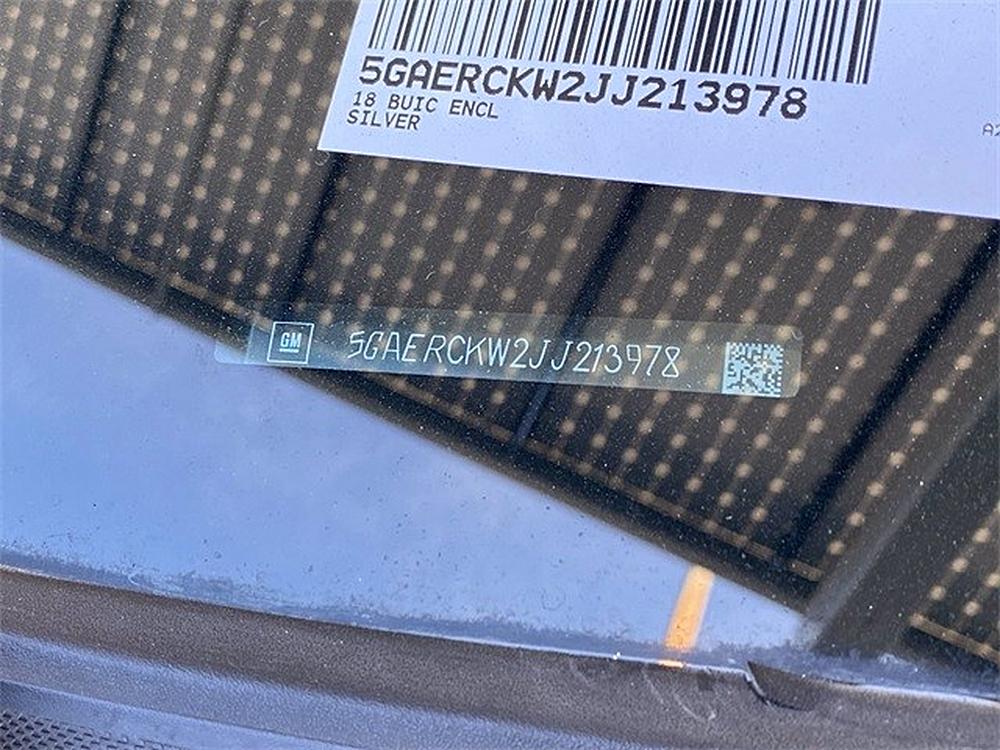 5GAERCKW2JJ213978
18 BUIC ENCL
SILVER
GM 5GAERCKW2JJ213978